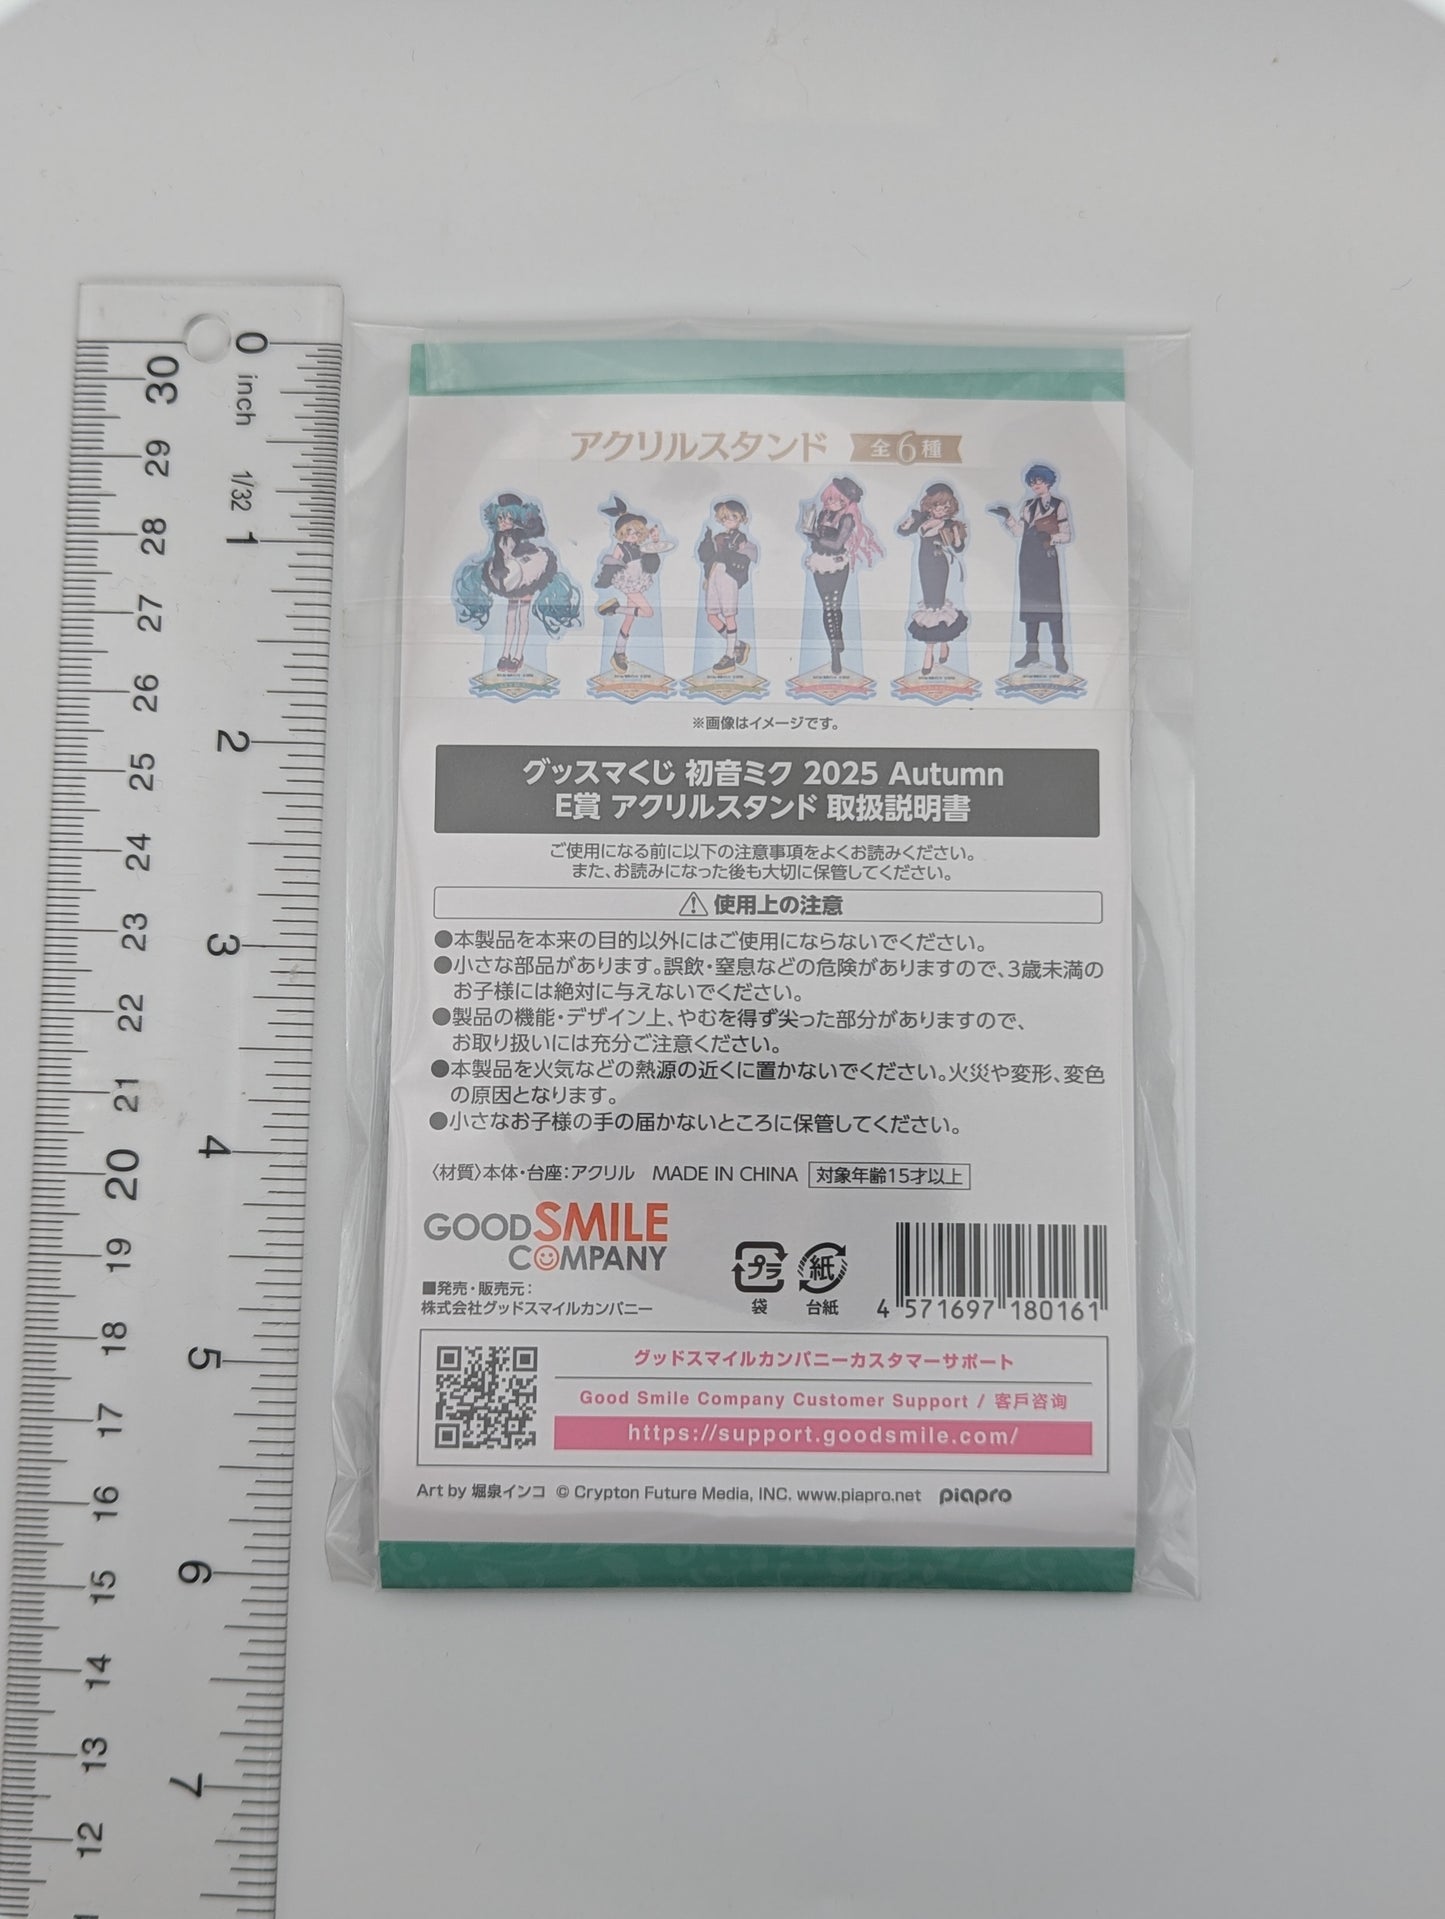 0 inch 1/32
1
2
3
4
5
6
7
30
29
28
27
26
25
24
23
22
21
20
19
18
17
16
15
14
13
12
アクリルスタンド 全6種
※画像はイメージです。
グッスマくじ 初音ミク 2025 Autumn
E賞 アクリルスタンド 取扱説明書
ご使用になる前に以下の注意事項をよくお読みください。
また、お読みになった後も大切に保管してください。
使用上の注意
●本製品を本来の目的以外にはご使用にならないでください。
●小さな部品があります。誤飲・窒息などの危険がありますので、3歳未満の
お子様には絶対に与えないでください。
●製品の機能・デザイン上、やむを得ず尖った部分がありますので、
お取り扱いには充分ご注意ください。
●本製品を火気などの熱源の近くに置かないでください。火災や変形、変色
の原因となります。
●小さなお子様の手の届かないところに保管してください。
〈材質〉本体・台座：アクリル MADE IN CHINA 対象年齢15才以上
GOOD SMILE
COMPANY
■発売・販売元：
株式会社グッドスマイルカンパニー
プラ
袋
紙
台紙
4 571697 180161
グッドスマイルカンパニーカスタマーサポート
Good Smile Company Customer Support / 客戶咨询
https://support.goodsmile.com/
Art by 堀泉インコ © Crypton Future Media, INC. www.piapro.net piapro